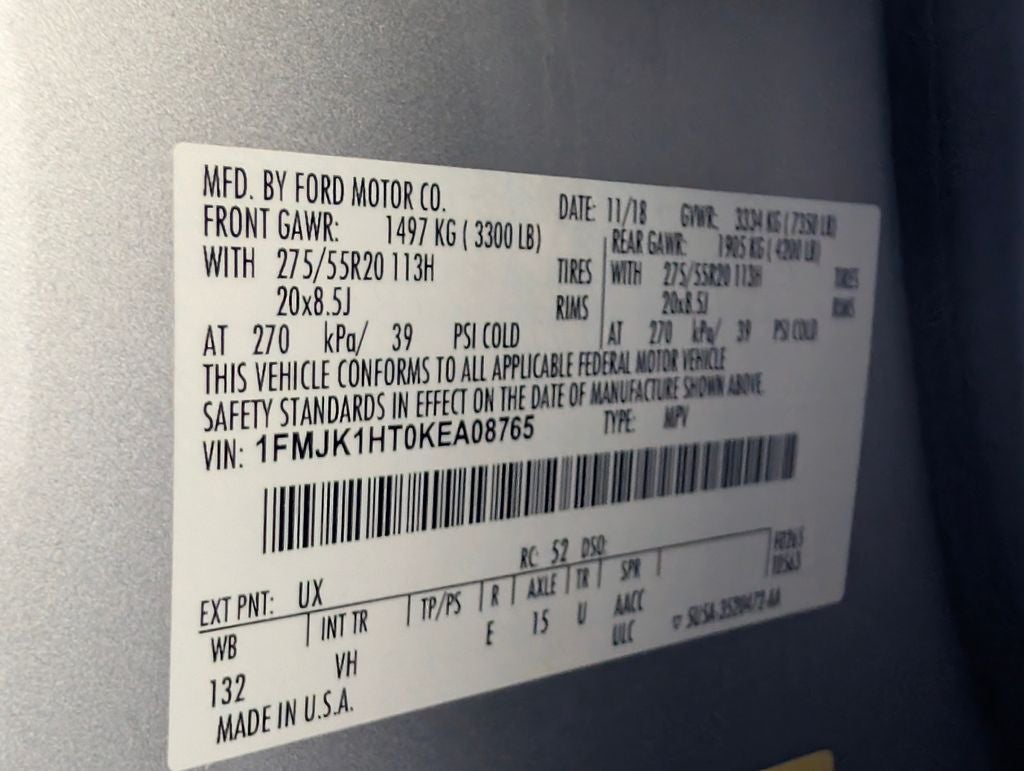 MFD. BY FORD MOTOR CO.
DATE: 11/18 GVWR: 3334 KG ( 7350 LB)
FRONT GAWR: 1497 KG ( 3300 LB)
REAR GAWR: 1905 KG ( 4200 LB)
WITH 275/55R20 113H TIRES
WITH 275/55R20 113H TIRES
20x8.5J RIMS
20x8.5J RIMS
AT 270 kPa/ 39 PSI COLD
AT 270 kPa/ 39 PSI COLD
THIS VEHICLE CONFORMS TO ALL APPLICABLE FEDERAL MOTOR VEHICLE
SAFETY STANDARDS IN EFFECT ON THE DATE OF MANUFACTURE SHOWN ABOVE.
VIN: 1FMJK1HT0KEA08765
TYPE: MPV
EXT PNT: UX
RC: 52 DSO:
WB INT TR TP/PS R AXLE TR SPR
132 VH E 15 U AACC
ULC
MADE IN U.S.A.